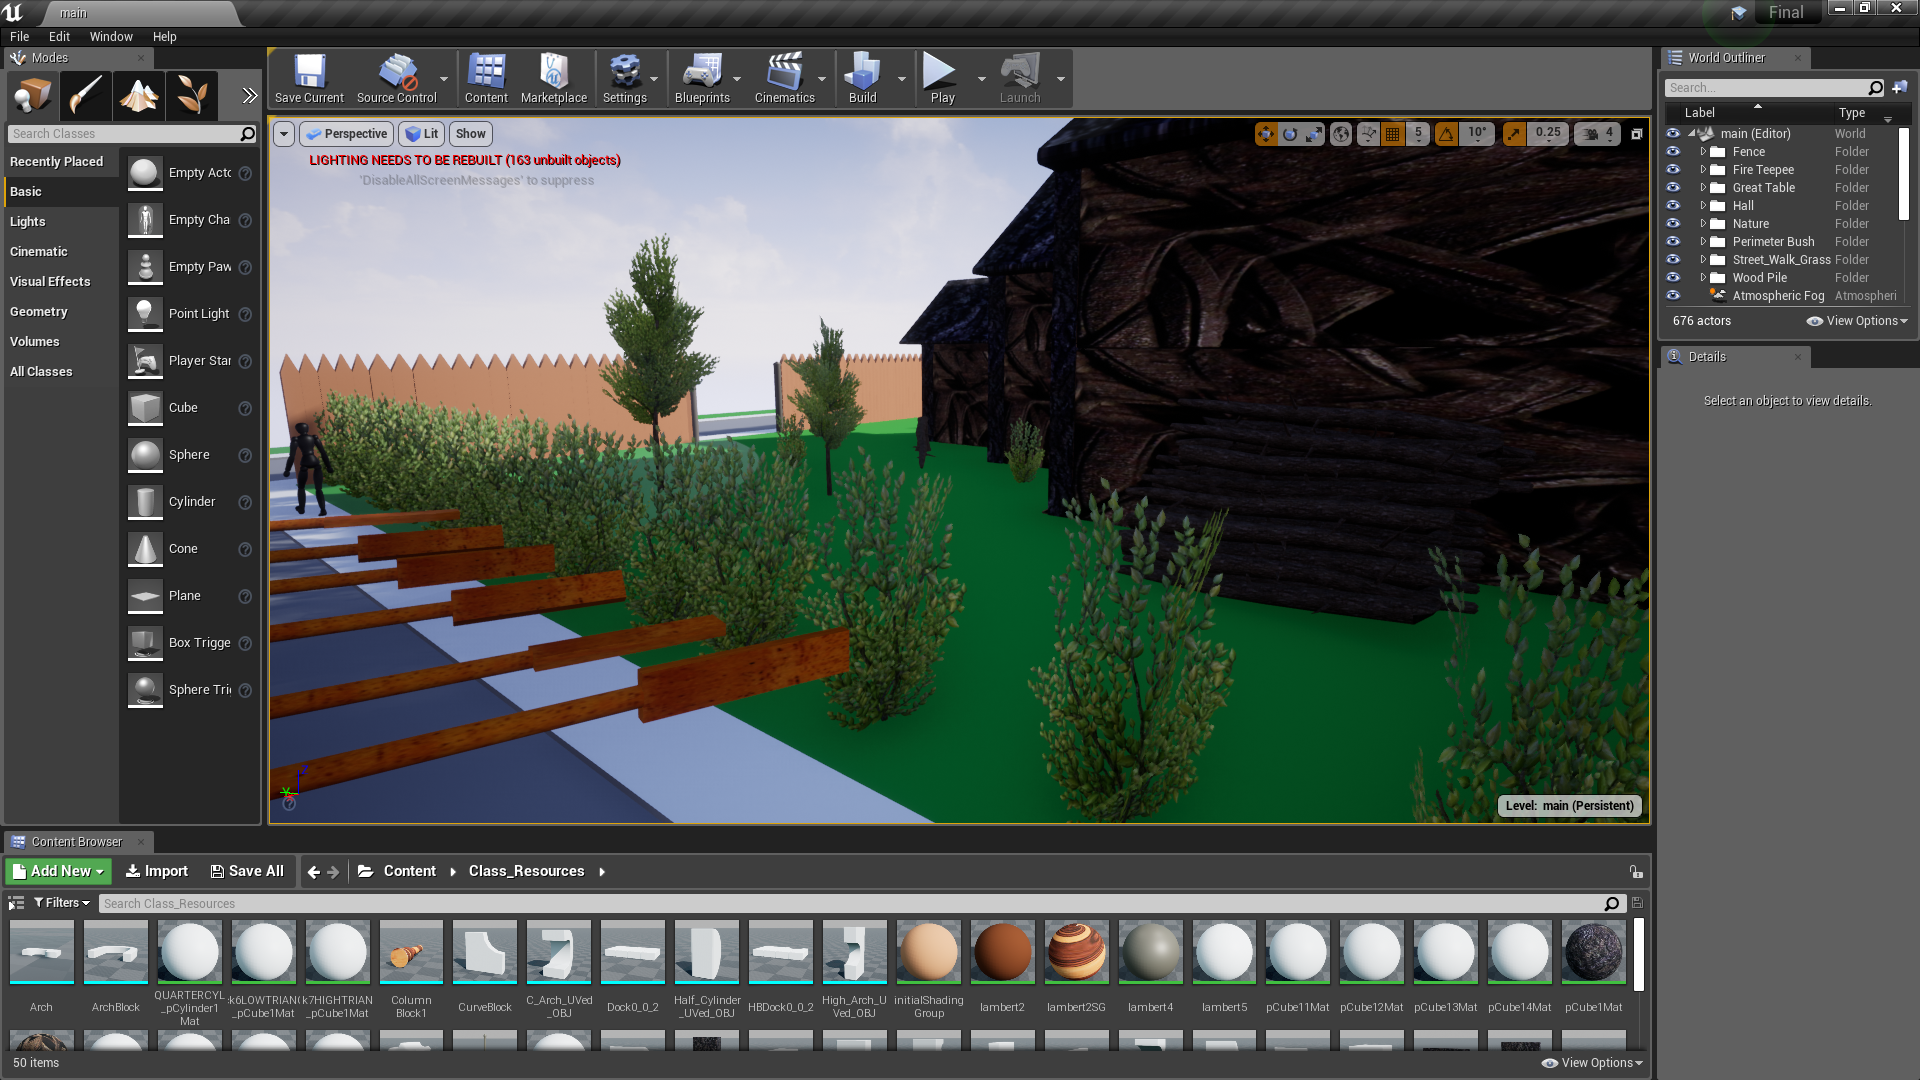 main
Final
File Edit Window Help
Modes
Save Current
Source Control
Content
Marketplace
Settings
Blueprints
Cinematics
Build
Play
Launch
Search Classes
Recently Placed
Basic
Lights
Cinematic
Visual Effects
Geometry
Volumes
All Classes
Empty Acto
Empty Cha
Empty Paw
Point Light
Player Star
Cube
Sphere
Cylinder
Cone
Plane
Box Trigge
Sphere Trig
Perspective
Lit
Show
LIGHTING NEEDS TO BE REBUILT (163 unbuilt objects)
'DisableAllScreenMessages' to suppress
5
10°
0.25
4
Level: main (Persistent)
World Outliner
Search...
Label Type
main (Editor) World
Fence Folder
Fire Teepee Folder
Great Table Folder
Hall Folder
Nature Folder
Perimeter Bush Folder
Street_Walk_Grass Folder
Wood Pile Folder
Atmospheric Fog Atmospheri
676 actors
View Options
Details
Select an object to view details.
Content Browser
Add New
Import
Save All
Content
Class_Resources
Filters
Search Class_Resources
Arch
ArchBlock
QUARTERCYL
_pCylinder1
Mat
k6LOWTRIAN
_pCube1Mat
k7HIGHTRIAN
_pCube1Mat
Column
Block1
CurveBlock
C_Arch_UVed
_OBJ
Dock0_0_2
Half_Cylinder
_UVed_OBJ
HBDock0_0_2
High_Arch_U
Ved_OBJ
initialShading
Group
lambert2
lambert2SG
lambert4
lambert5
pCube11Mat
pCube12Mat
pCube13Mat
pCube14Mat
pCube1Mat
50 items
View Options